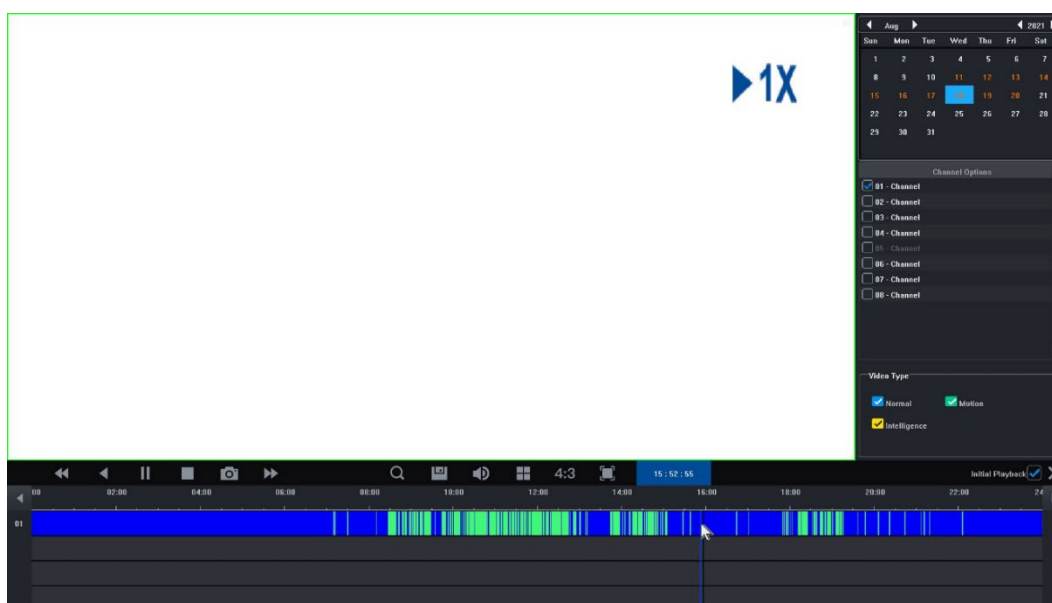 1X
Aug 2021
Sun Mon Tue Wed Thu Fri Sat
1 2 3 4 5 6 7
8 9 10 11 12 13 14
15 16 17 18 19 20 21
22 23 24 25 26 27 28
29 30 31
Channel Options
01 - Channel
02 - Channel
03 - Channel
04 - Channel
05 - Channel
06 - Channel
07 - Channel
08 - Channel
Video Type
Normal Motion
Intelligence
4:3 15:52:55 Initial Playback
00 02:00 04:00 06:00 08:00 10:00 12:00 14:00 16:00 18:00 20:00 22:00 24
01